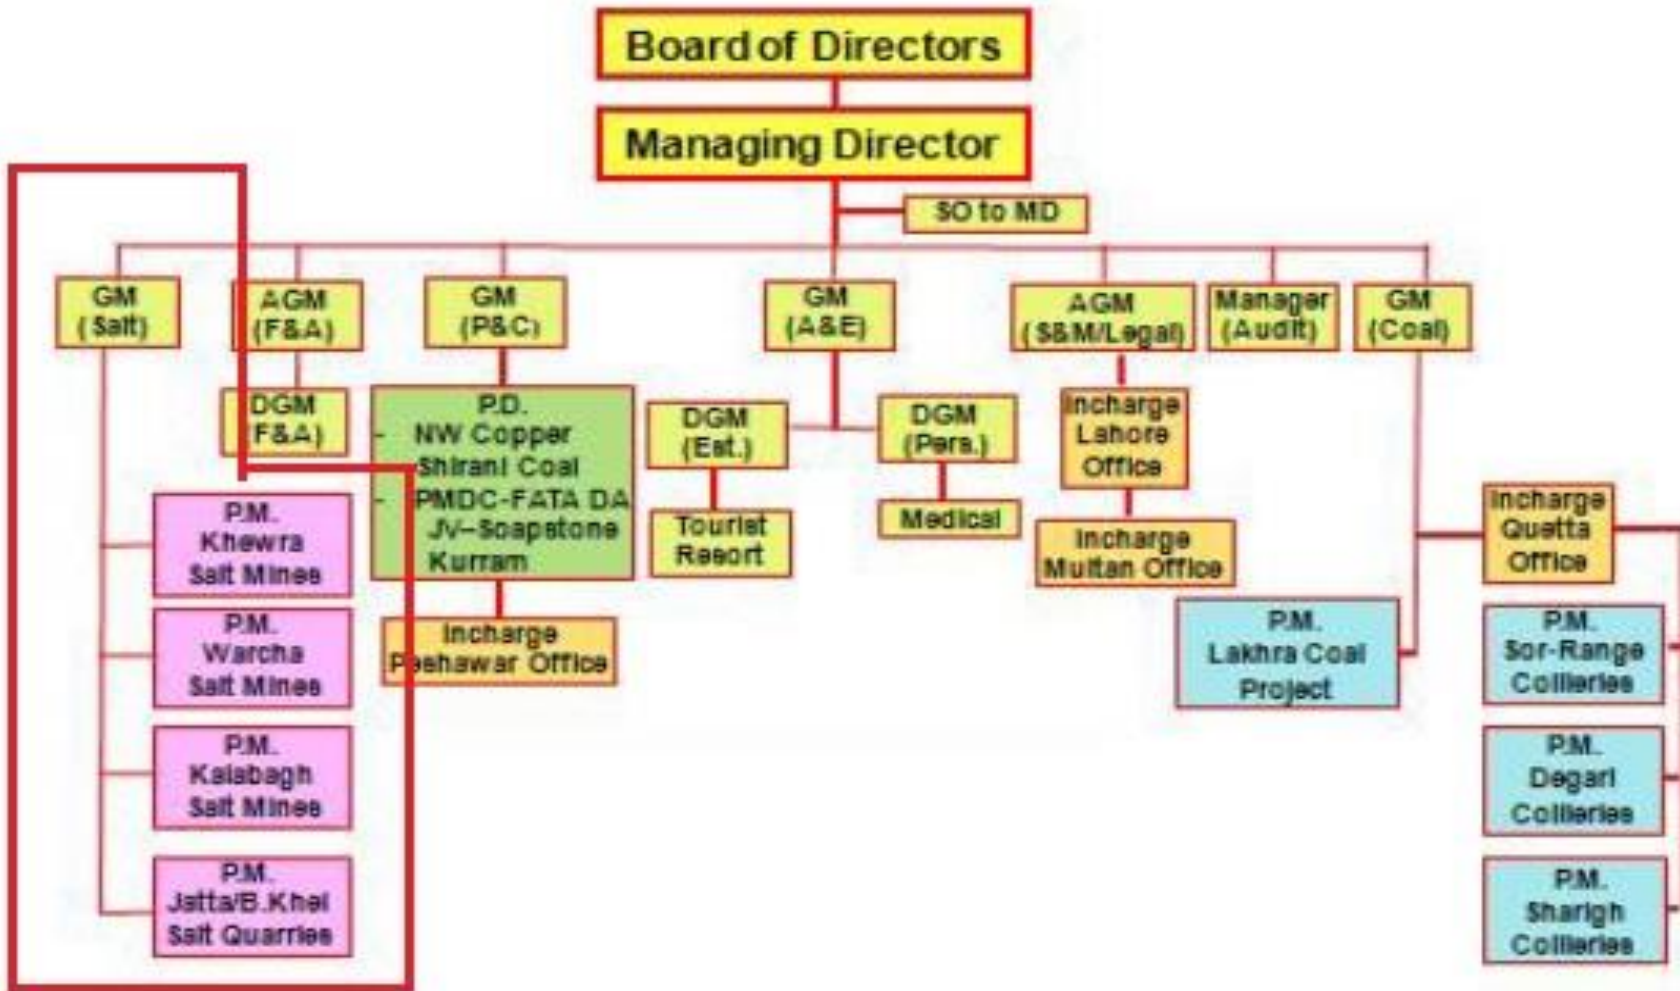 Board of Directors
Managing Director
SO to MD
GM
(Salt)
AGM
(F&A)
GM
(P&C)
GM
(A&E)
AGM
(S&M/Legal)
Manager
(Audit)
GM
(Coal)
DGM
(F&A)
P.D.
- NW Copper
Shirani Coal
- PMDC-FATA DA
JV-Soapstone
Kurram
DGM
(Est.)
DGM
(Pers.)
Incharge
Lahore
Office
Tourist
Resort
Medical
Incharge
Multan Office
Incharge
Quetta
Office
P.M.
Khewra
Salt Mines
P.M.
Warcha
Salt Mines
P.M.
Kalabagh
Salt Mines
P.M.
Jatta/B.Khel
Salt Quarries
Incharge
Peshawar Office
P.M.
Lakhra Coal
Project
P.M.
Sor-Range
Collieries
P.M.
Degari
Collieries
P.M.
Sharigh
Collieries